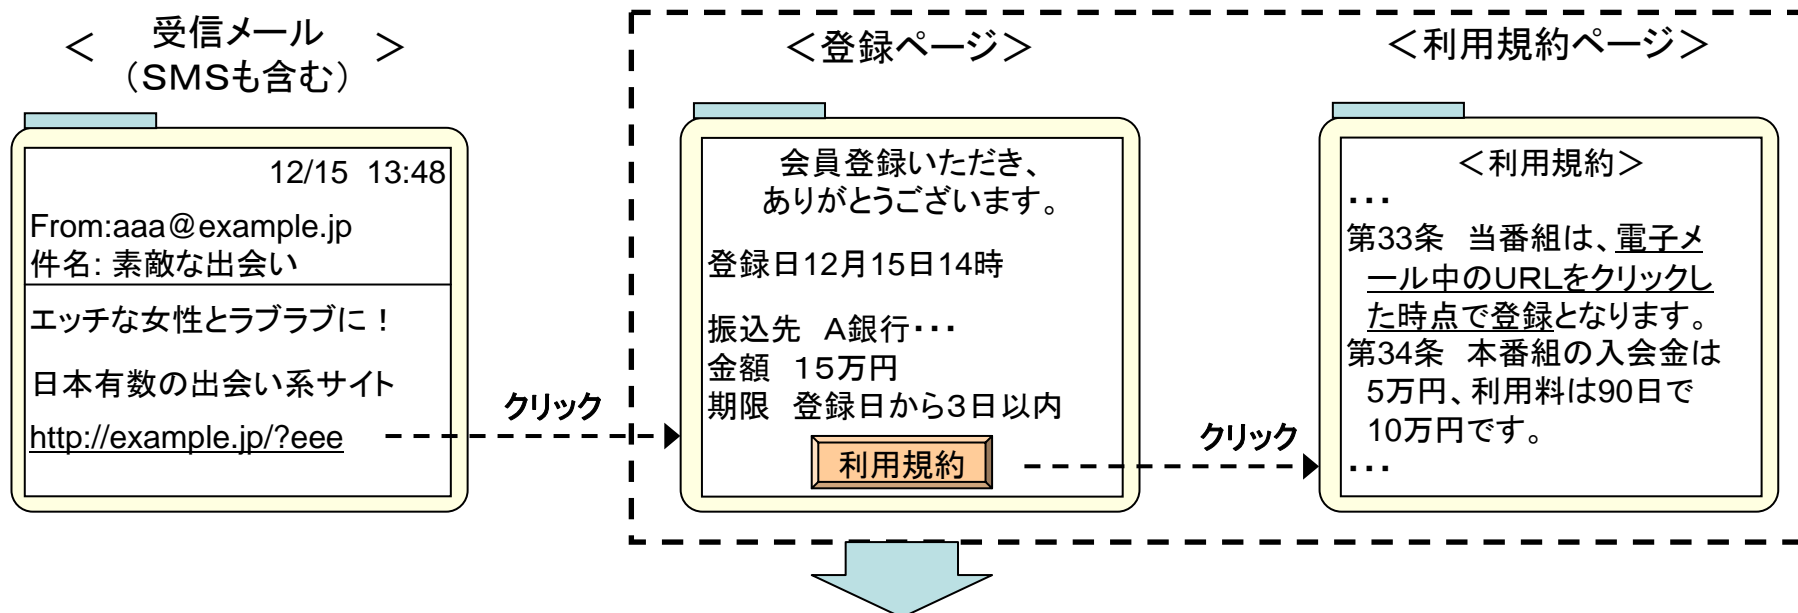 ＜ 受信メール ＞
（ＳＭＳも含む）
12/15 13:48
From:aaa＠example.jp
件名: 素敵な出会い
エッチな女性とラブラブに！
日本有数の出会い系サイト
http://example.jp/?eee
クリック
＜登録ページ＞
会員登録いただき、
ありがとうございます。
登録日12月15日14時
振込先　Ａ銀行・・・
金額　１５万円
期限　登録日から３日以内
利用規約
クリック
＜利用規約ページ＞
＜利用規約＞
・・・
第33条　当番組は、電子メ
ール中のＵＲＬをクリックし
た時点で登録となります。
第34条　本番組の入会金は
5万円、利用料は90日で
10万円です。
・・・